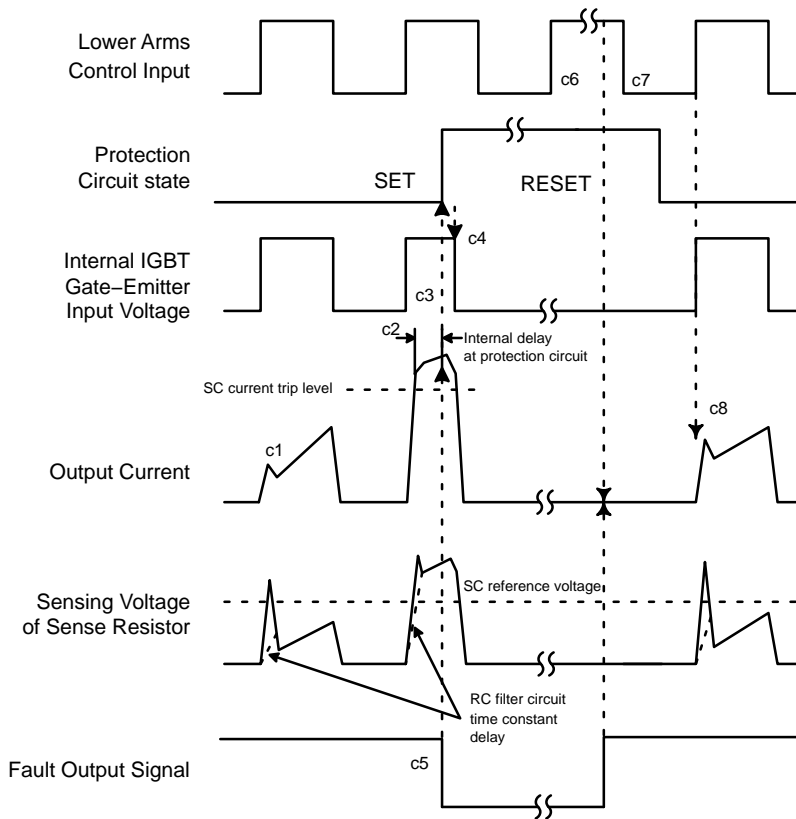 Lower Arms
Control Input
c6
c7
Protection
Circuit state
SET
RESET
Internal IGBT
Gate−Emitter
Input Voltage
c3
c4
c2
Internal delay
at protection circuit
SC current trip level
c1
c8
Output Current
SC reference voltage
Sensing Voltage
of Sense Resistor
RC filter circuit
time constant
delay
Fault Output Signal
c5